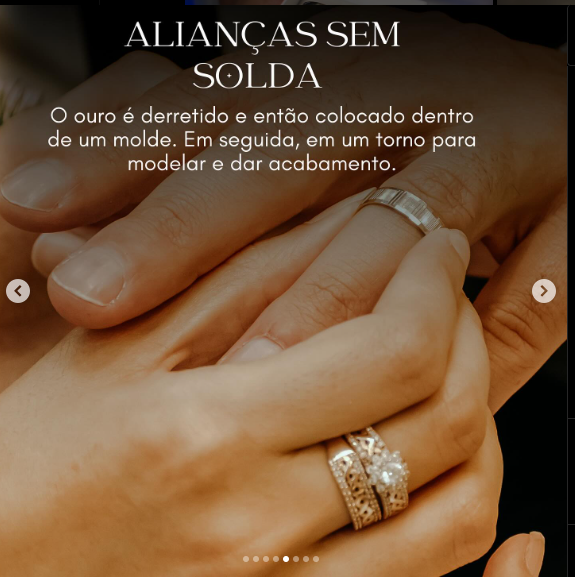 ALIANÇAS SEM
SOLDA
O ouro é derretido e então colocado dentro
de um molde. Em seguida, em um torno para
modelar e dar acabamento.